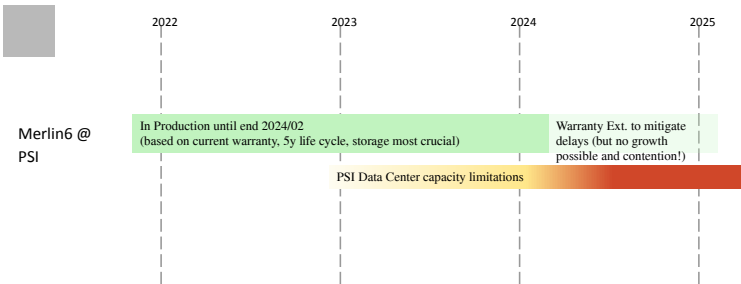 2022 2023 2024 2025
Merlin6 @
PSI
In Production until end 2024/02
(based on current warranty, 5y life cycle, storage most crucial)
Warranty Ext. to mitigate
delays (but no growth
possible and contention!)
PSI Data Center capacity limitations